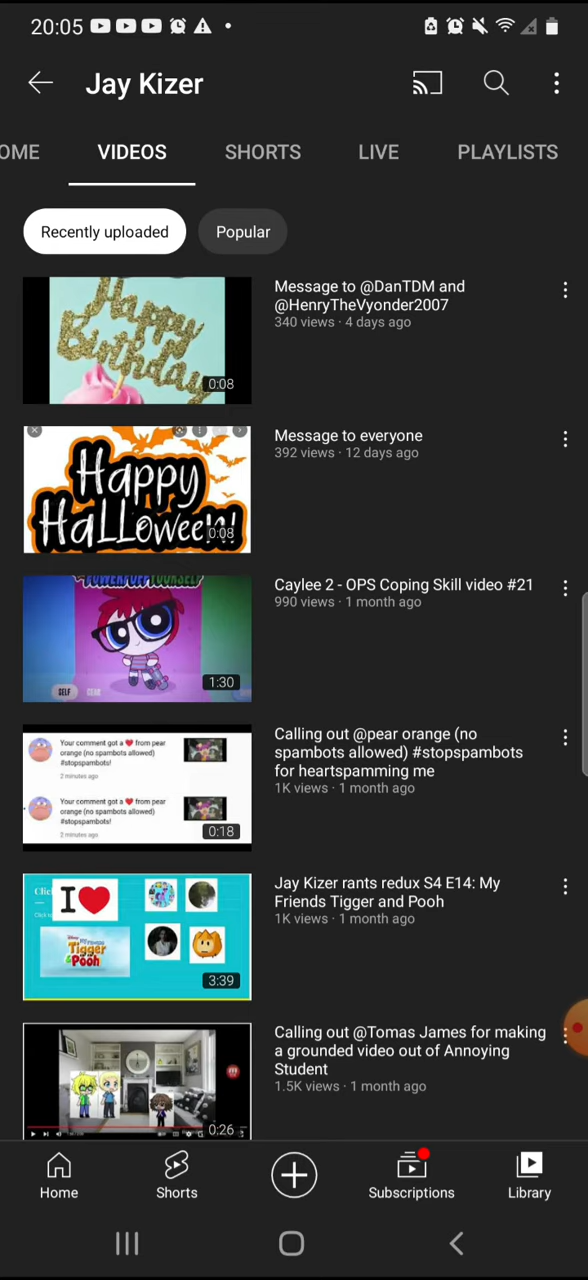 20:05
Jay Kizer
OME VIDEOS SHORTS LIVE PLAYLISTS
Recently uploaded Popular
Happy
Birthday
0:08
Message to @DanTDM and
@HenryTheVyonder2007
340 views · 4 days ago
Happy
Halloween!
0:08
Message to everyone
392 views · 12 days ago
POWERPUFF YOURSELF
SELF GEAR
1:30
Caylee 2 - OPS Coping Skill video #21
990 views · 1 month ago
Your comment got a ❤ from pear
orange (no spambots allowed)
#stopspambots!
2 minutes ago
Your comment got a ❤ from pear
orange (no spambots allowed)
#stopspambots!
2 minutes ago
0:18
Calling out @pear orange (no
spambots allowed) #stopspambots
for heartspamming me
1K views · 1 month ago
I ❤
Disney
My Friends
Tigger
& Pooh
3:39
Jay Kizer rants redux S4 E14: My
Friends Tigger and Pooh
1K views · 1 month ago
0:26
Calling out @Tomas James for making
a grounded video out of Annoying
Student
1.5K views · 1 month ago
Home Shorts Subscriptions Library